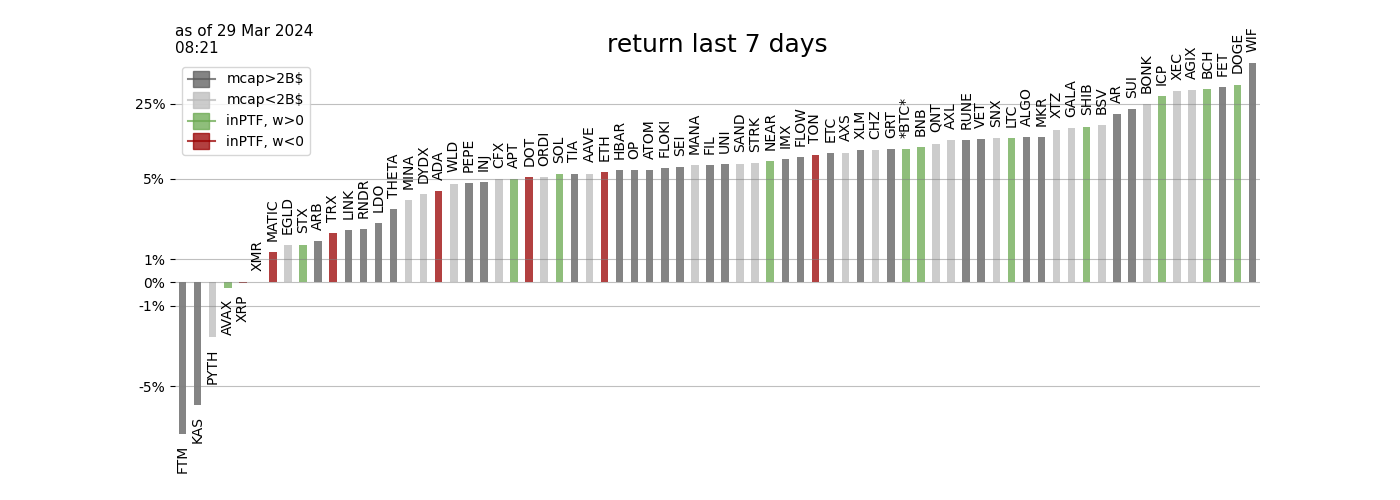 as of 29 Mar 2024
08:21
return last 7 days
mcap>2B$
mcap<2B$
inPTF, w>0
inPTF, w<0
25%
5%
1%
0%
-1%
-5%
FTM
KAS
PYTH
AVAX
XRP
XMR
MATIC
EGLD
STX
ARB
TRX
LINK
RNDR
LDO
THETA
MINA
DYDX
ADA
WLD
PEPE
INJ
CFX
APT
DOT
ORDI
SOL
TIA
AAVE
ETH
HBAR
OP
ATOM
FLOKI
SEI
MANA
FIL
UNI
SAND
STRK
NEAR
IMX
FLOW
TON
ETC
AXS
XLM
CHZ
GRT
*BTC*
BNB
QNT
AXL
RUNE
VET
SNX
LTC
ALGO
MKR
XTZ
GALA
SHIB
BSV
AR
SUI
BONK
ICP
XEC
AGIX
BCH
FET
DOGE
WIF